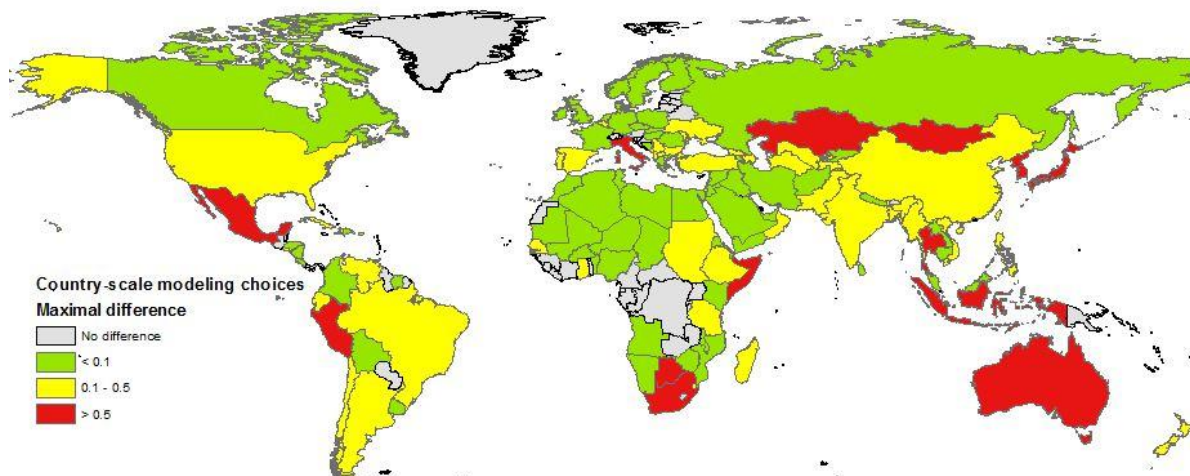 Country-scale modeling choices
Maximal difference
No difference
< 0.1
0.1 - 0.5
> 0.5